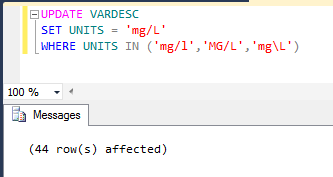 UPDATE VARDESC
SET UNITS = 'mg/L'
WHERE UNITS IN ('mg/l','MG/L','mg\L')
100 %
Messages
(44 row(s) affected)